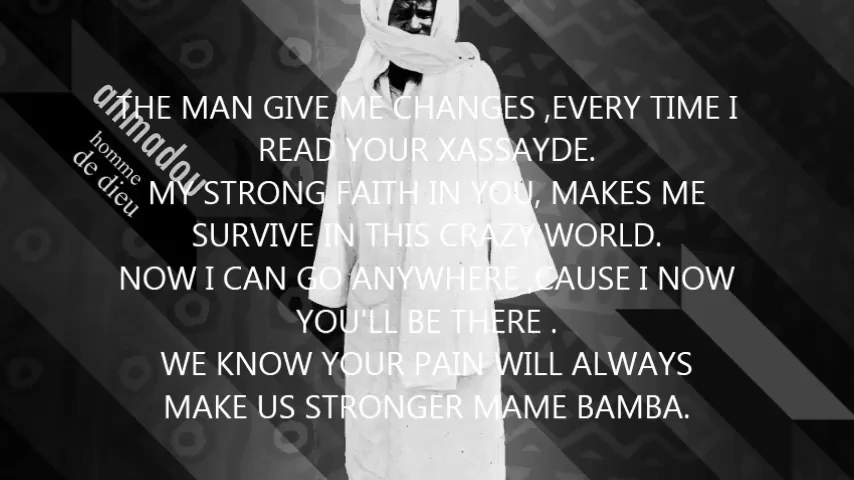 ahmadou
homme
de dieu
THE MAN GIVE ME CHANGES ,EVERY TIME I
READ YOUR XASSAYDE.
MY STRONG FAITH IN YOU, MAKES ME
SURVIVE IN THIS CRAZY WORLD.
NOW I CAN GO ANYWHERE ,CAUSE I NOW
YOU'LL BE THERE .
WE KNOW YOUR PAIN WILL ALWAYS
MAKE US STRONGER MAME BAMBA.